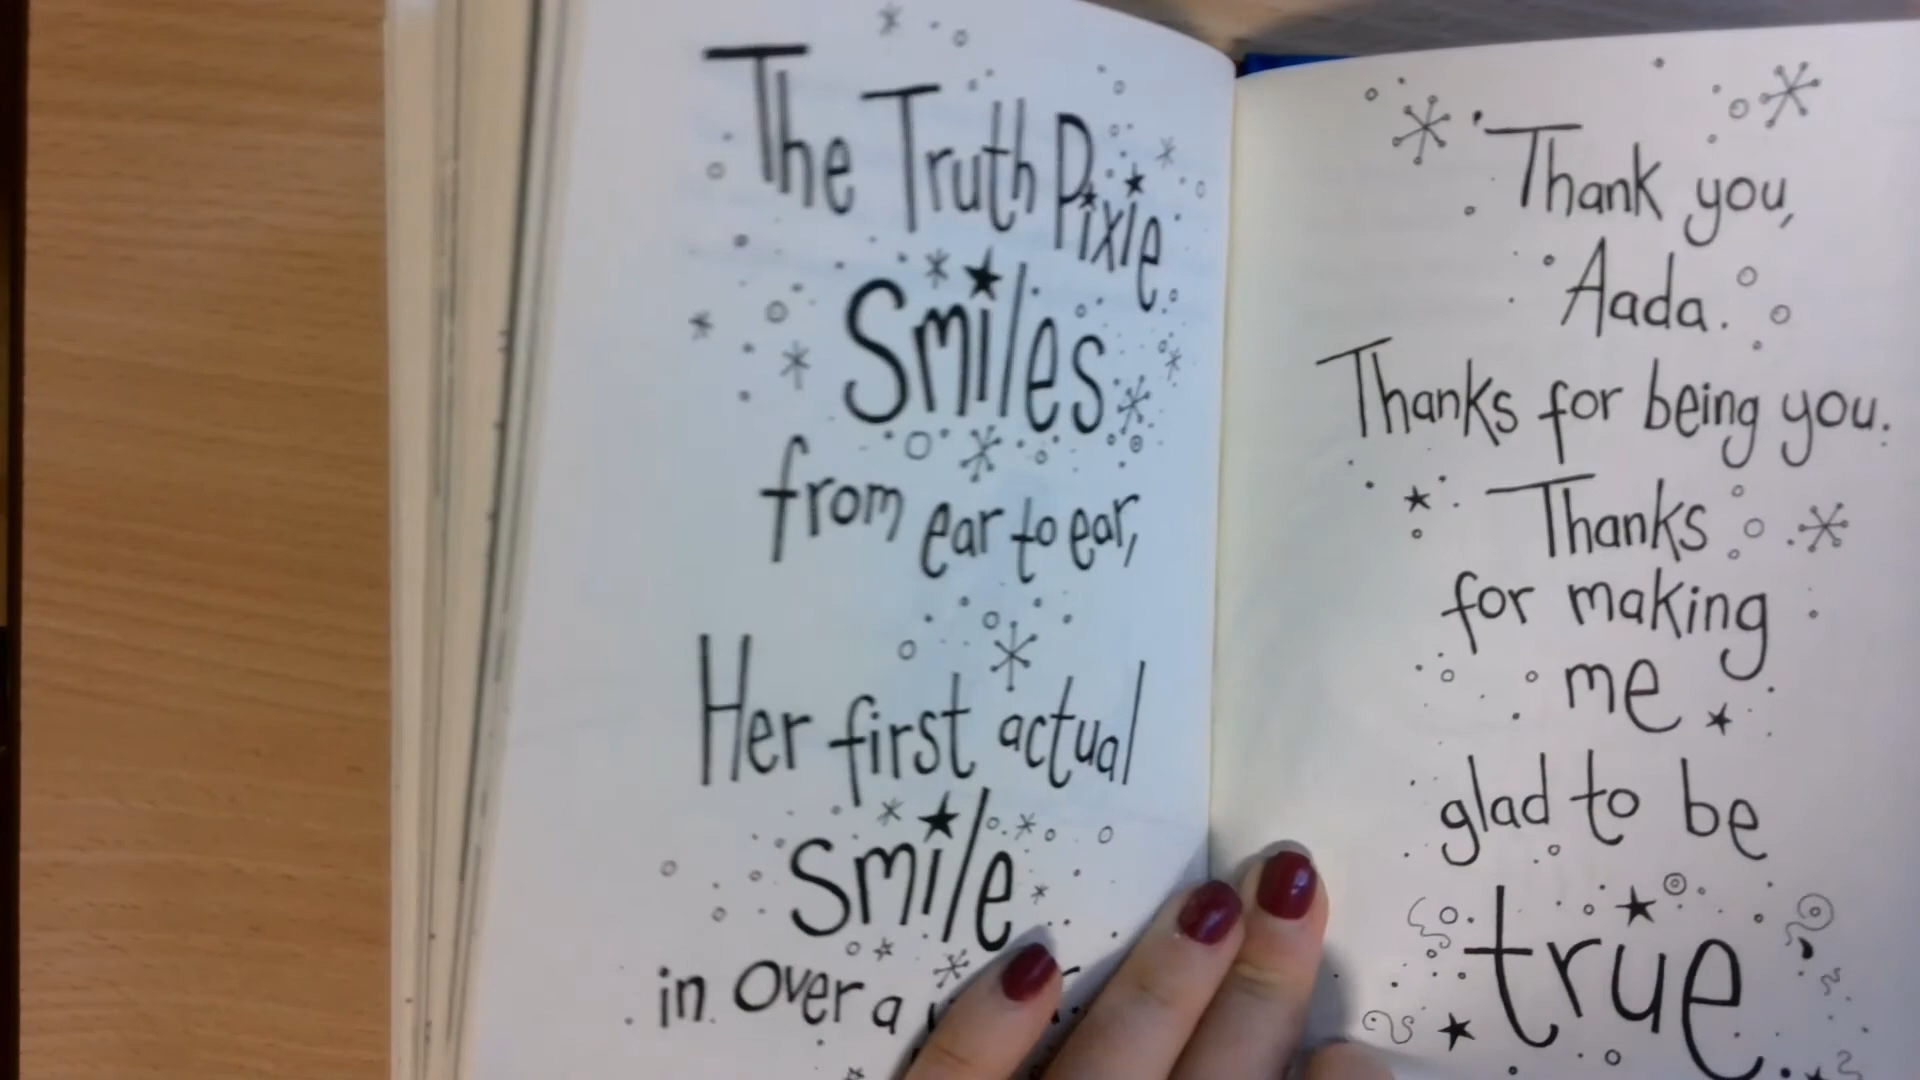 The Truth Pixie
Smiles
from ear to ear,
Her first actual
Smile
in over a
Thank you,
Aada.
Thanks for being you.
Thanks
for making
me
glad to be
true.